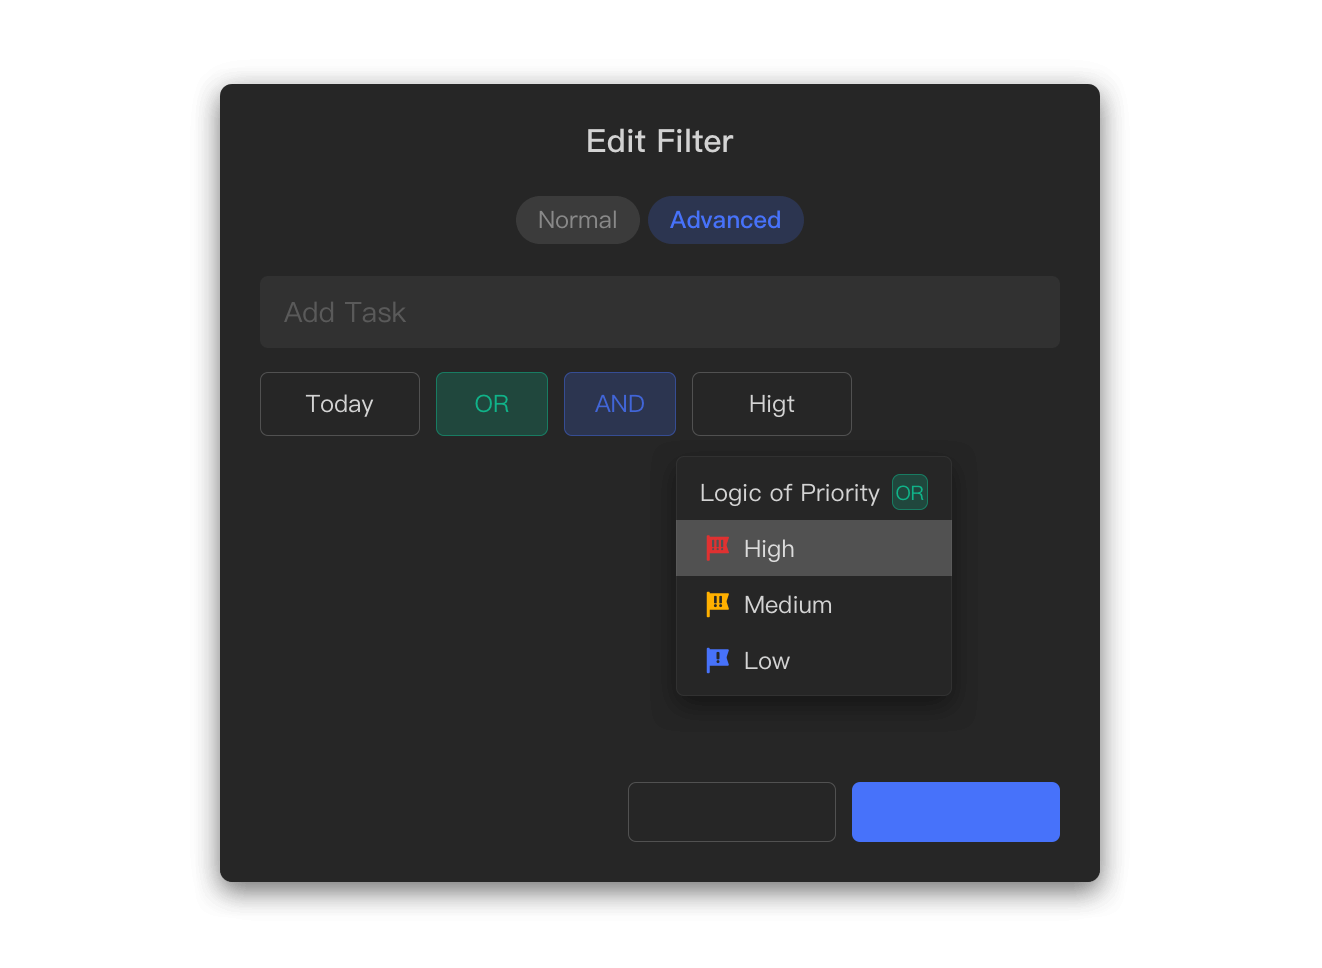 Edit Filter
Normal Advanced
Add Task
Today OR AND Higt
Logic of Priority OR
!!! High
!! Medium
! Low